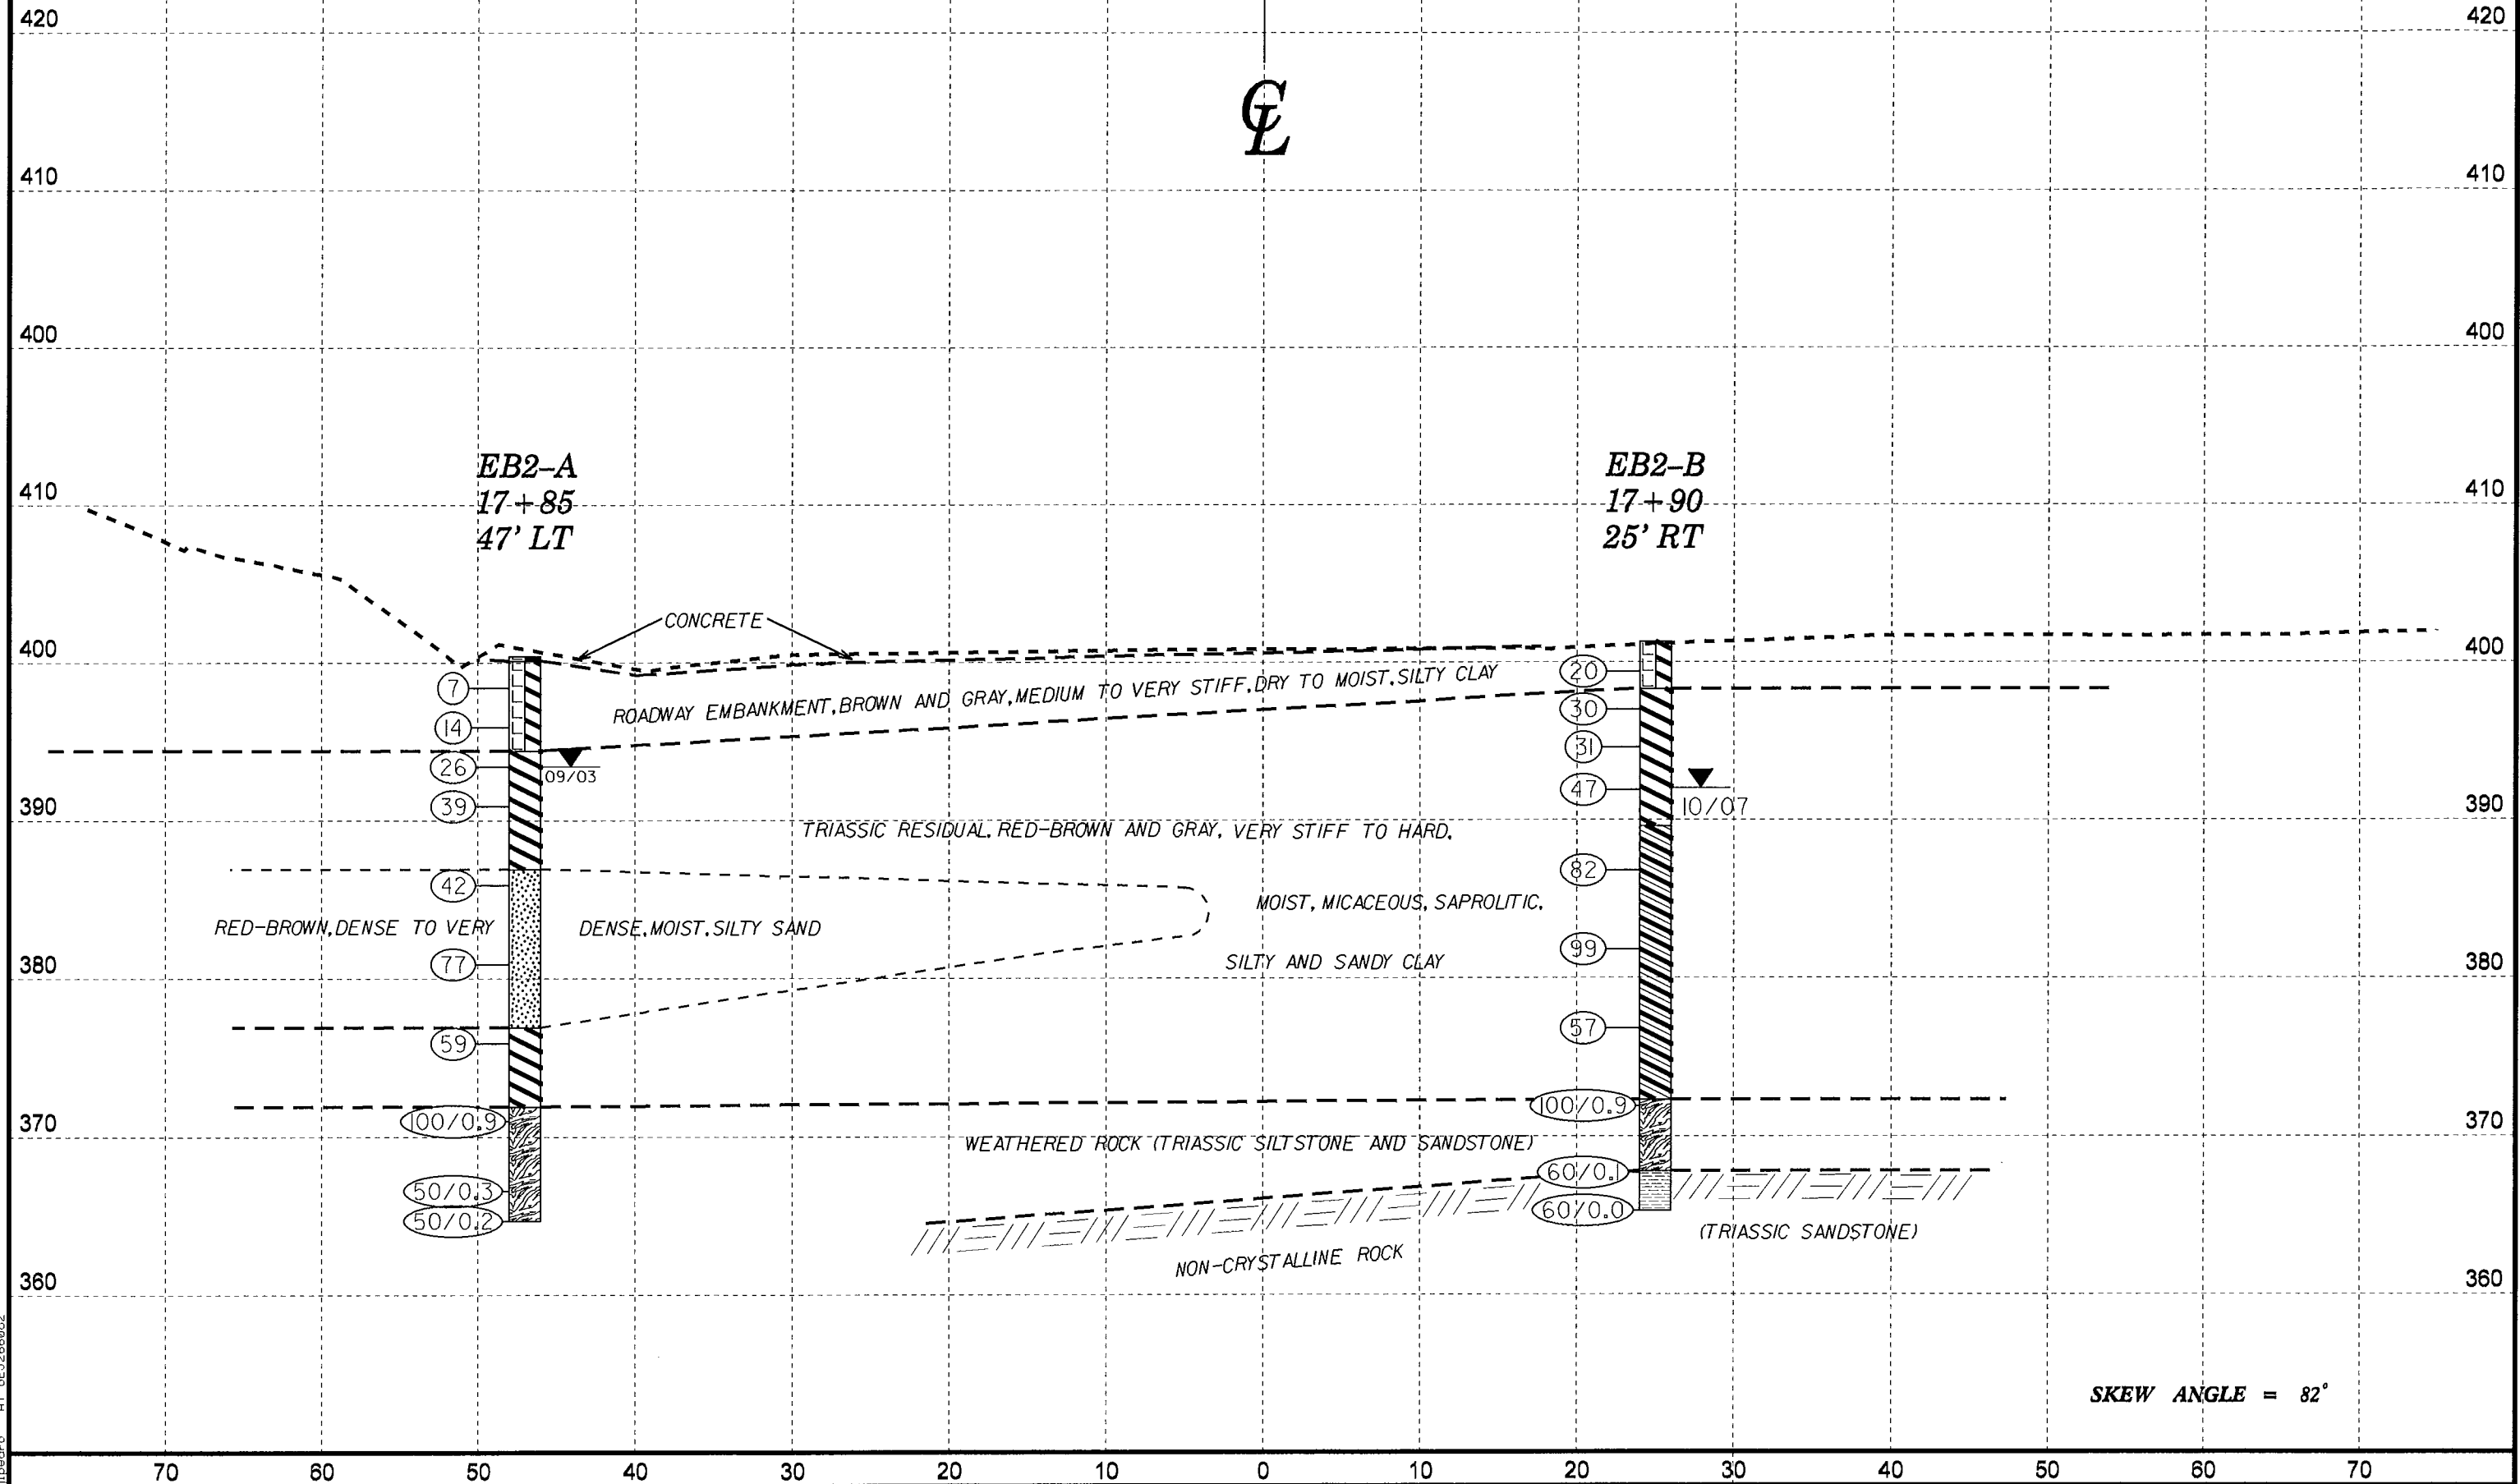 420 420
℄
410 410
400 400
EB2-A
17+85
47' LT
EB2-B
17+90
25' RT
410 410
CONCRETE
400 400
7
20
ROADWAY EMBANKMENT, BROWN AND GRAY, MEDIUM TO VERY STIFF, DRY TO MOIST, SILTY CLAY
14
30
31
26
09/03
47
39
10/07
390 390
TRIASSIC RESIDUAL, RED-BROWN AND GRAY, VERY STIFF TO HARD,
82
42
MOIST, MICACEOUS, SAPROLITIC,
RED-BROWN, DENSE TO VERY DENSE, MOIST, SILTY SAND
99
77
SILTY AND SANDY CLAY
380 380
57
59
100/0.9
100/0.9
370 370
WEATHERED ROCK (TRIASSIC SILTSTONE AND SANDSTONE)
60/0.1
50/0.3
60/0.0
50/0.2
(TRIASSIC SANDSTONE)
NON-CRYSTALLINE ROCK
360 360
SKEW ANGLE = 82°
70 60 50 40 30 20 10 0 10 20 30 40 50 60 70